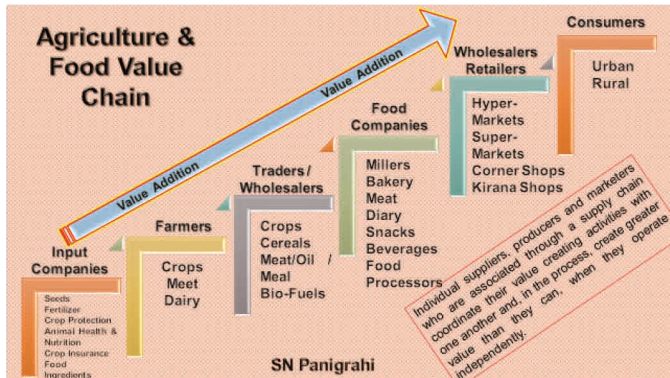 Agriculture &
Food Value
Chain
Value Addition
Value Addition
Input
Companies
Seeds
Fertilizer
Crop Protection
Animal Health &
Nutrition
Crop Insurance
Food
Ingredients
Farmers
Crops
Meet
Dairy
Traders /
Wholesalers
Crops
Cereals
Meat/Oil /
Meal
Bio-Fuels
Food
Companies
Millers
Bakery
Meat
Diary
Snacks
Beverages
Food
Processors
Wholesalers
Retailers
Hyper-
Markets
Super-
Markets
Corner Shops
Kirana Shops
Consumers
Urban
Rural
Individual suppliers, producers and marketers
who are associated through a supply chain
coordinate their value creating activities with
one another and, in the process, create greater
value than they can, when they operate
independently.
SN Panigrahi